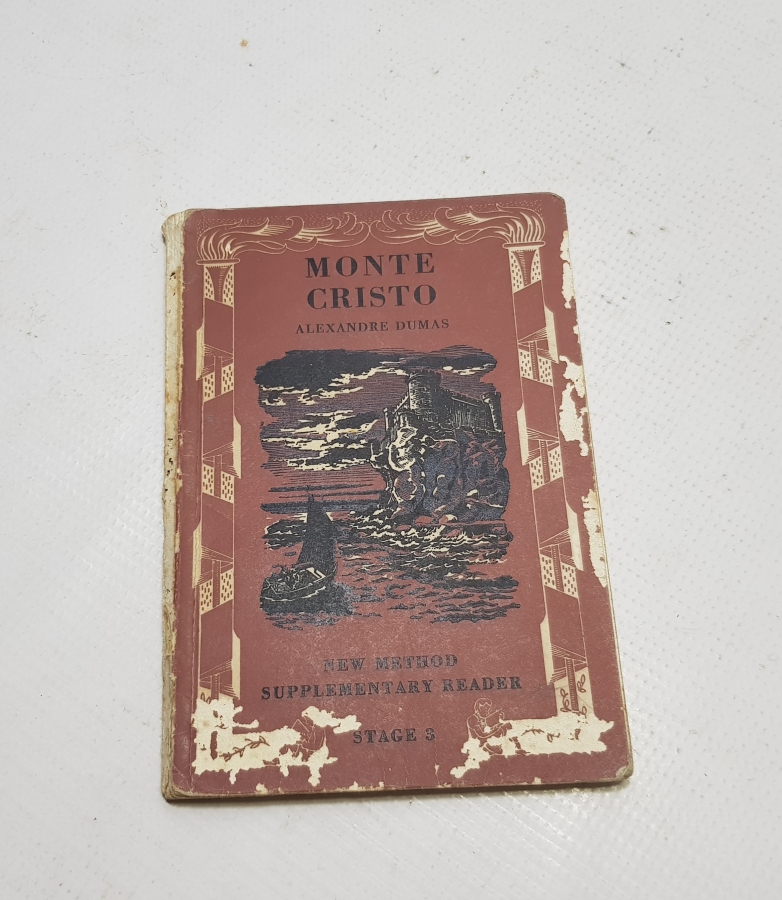 MONTE
CRISTO
ALEXANDRE DUMAS
NEW METHOD
SUPPLEMENTARY READER
STAGE 3